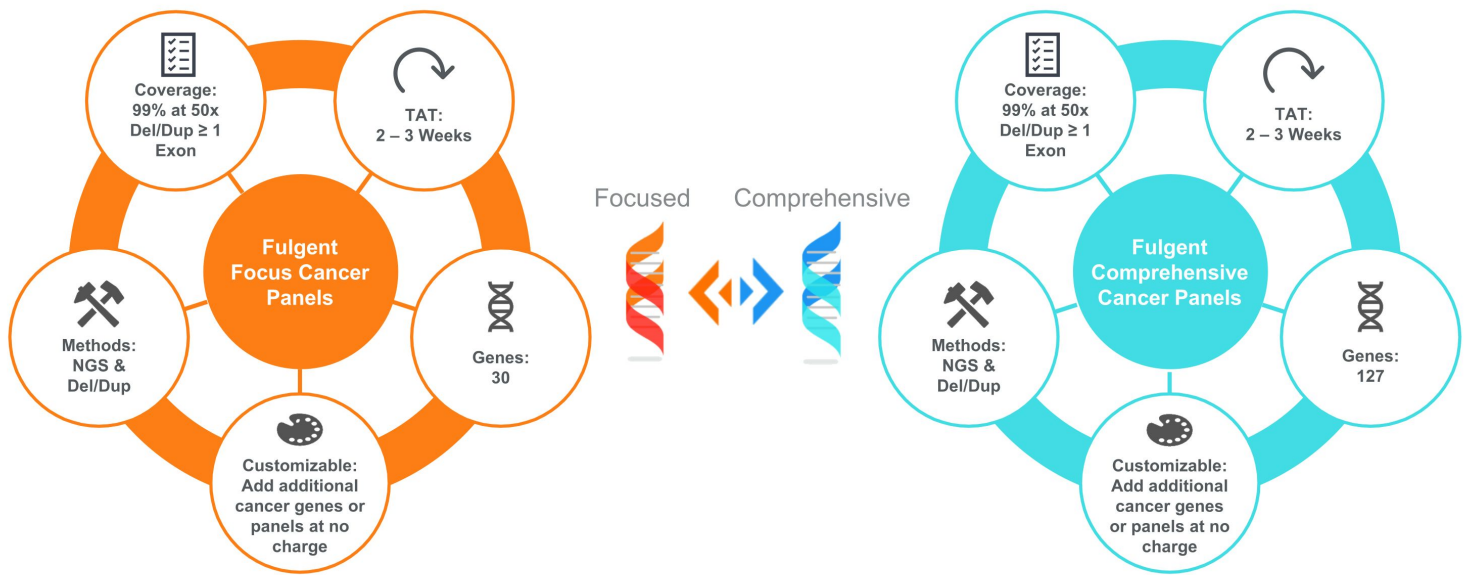 Coverage:
99% at 50x
Del/Dup ≥ 1
Exon
TAT:
2 – 3 Weeks
Fulgent
Focus Cancer
Panels
Methods:
NGS &
Del/Dup
Genes:
30
Customizable:
Add additional
cancer genes or
panels at no
charge
Focused
Comprehensive
Coverage:
99% at 50x
Del/Dup ≥ 1
Exon
TAT:
2 – 3 Weeks
Fulgent
Comprehensive
Cancer Panels
Methods:
NGS &
Del/Dup
Genes:
127
Customizable:
Add additional
cancer genes
or panels at no
charge